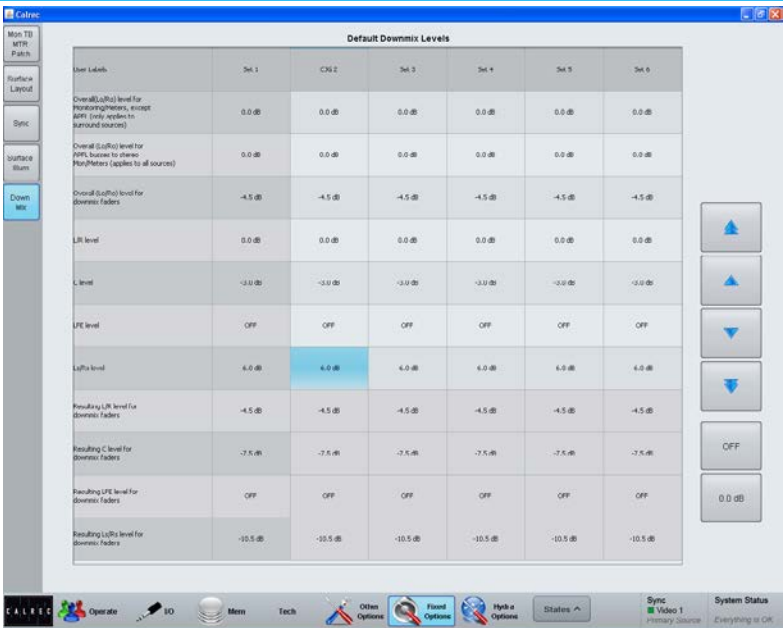 Calrec
Mon TB
MTR
Patch
Surface
Layout
Sync
Surface
Illum
Down
Mix
Default Downmix Levels
User Labels Set 1 Set 3 Set 4 Set 5 Set 6
Overall(Lo/Ro) level for
Monitoring/Meters, except
APFL (only applies to
surround sources)
0.0 dB 0.0 dB 0.0 dB 0.0 dB 0.0 dB 0.0 dB
Overall (Lo/Ro) level for
APFL busses to stereo
Mon/Meters (applies to all sources)
0.0 dB 0.0 dB 0.0 dB 0.0 dB 0.0 dB 0.0 dB
Overall (Lo/Ro) level for
downmix faders
-4.5 dB -4.5 dB -4.5 dB -4.5 dB -4.5 dB -4.5 dB
L/R level 0.0 dB 0.0 dB 0.0 dB 0.0 dB 0.0 dB 0.0 dB
C level -3.0 dB -3.0 dB -3.0 dB -3.0 dB -3.0 dB -3.0 dB
LFE level OFF OFF OFF OFF OFF OFF
Ls/Rs level 6.0 dB 6.0 dB 6.0 dB 6.0 dB 6.0 dB 6.0 dB
Resulting L/R level for
downmix faders
-4.5 dB -4.5 dB -4.5 dB -4.5 dB -4.5 dB -4.5 dB
Resulting C level for
downmix faders
-7.5 dB -7.5 dB -7.5 dB -7.5 dB -7.5 dB -7.5 dB
Resulting LFE level for
downmix faders
OFF OFF OFF OFF OFF OFF
Resulting Ls/Rs level for
downmix faders
-10.5 dB -10.5 dB -10.5 dB -10.5 dB -10.5 dB -10.5 dB
OFF
0.0 dB
CALREC
Operate
I/O
Mem
Tech
Other
Options
Fixed
Options
Hydra
Options
States
Sync
Video 1
Primary Source
System Status
Everything is OK